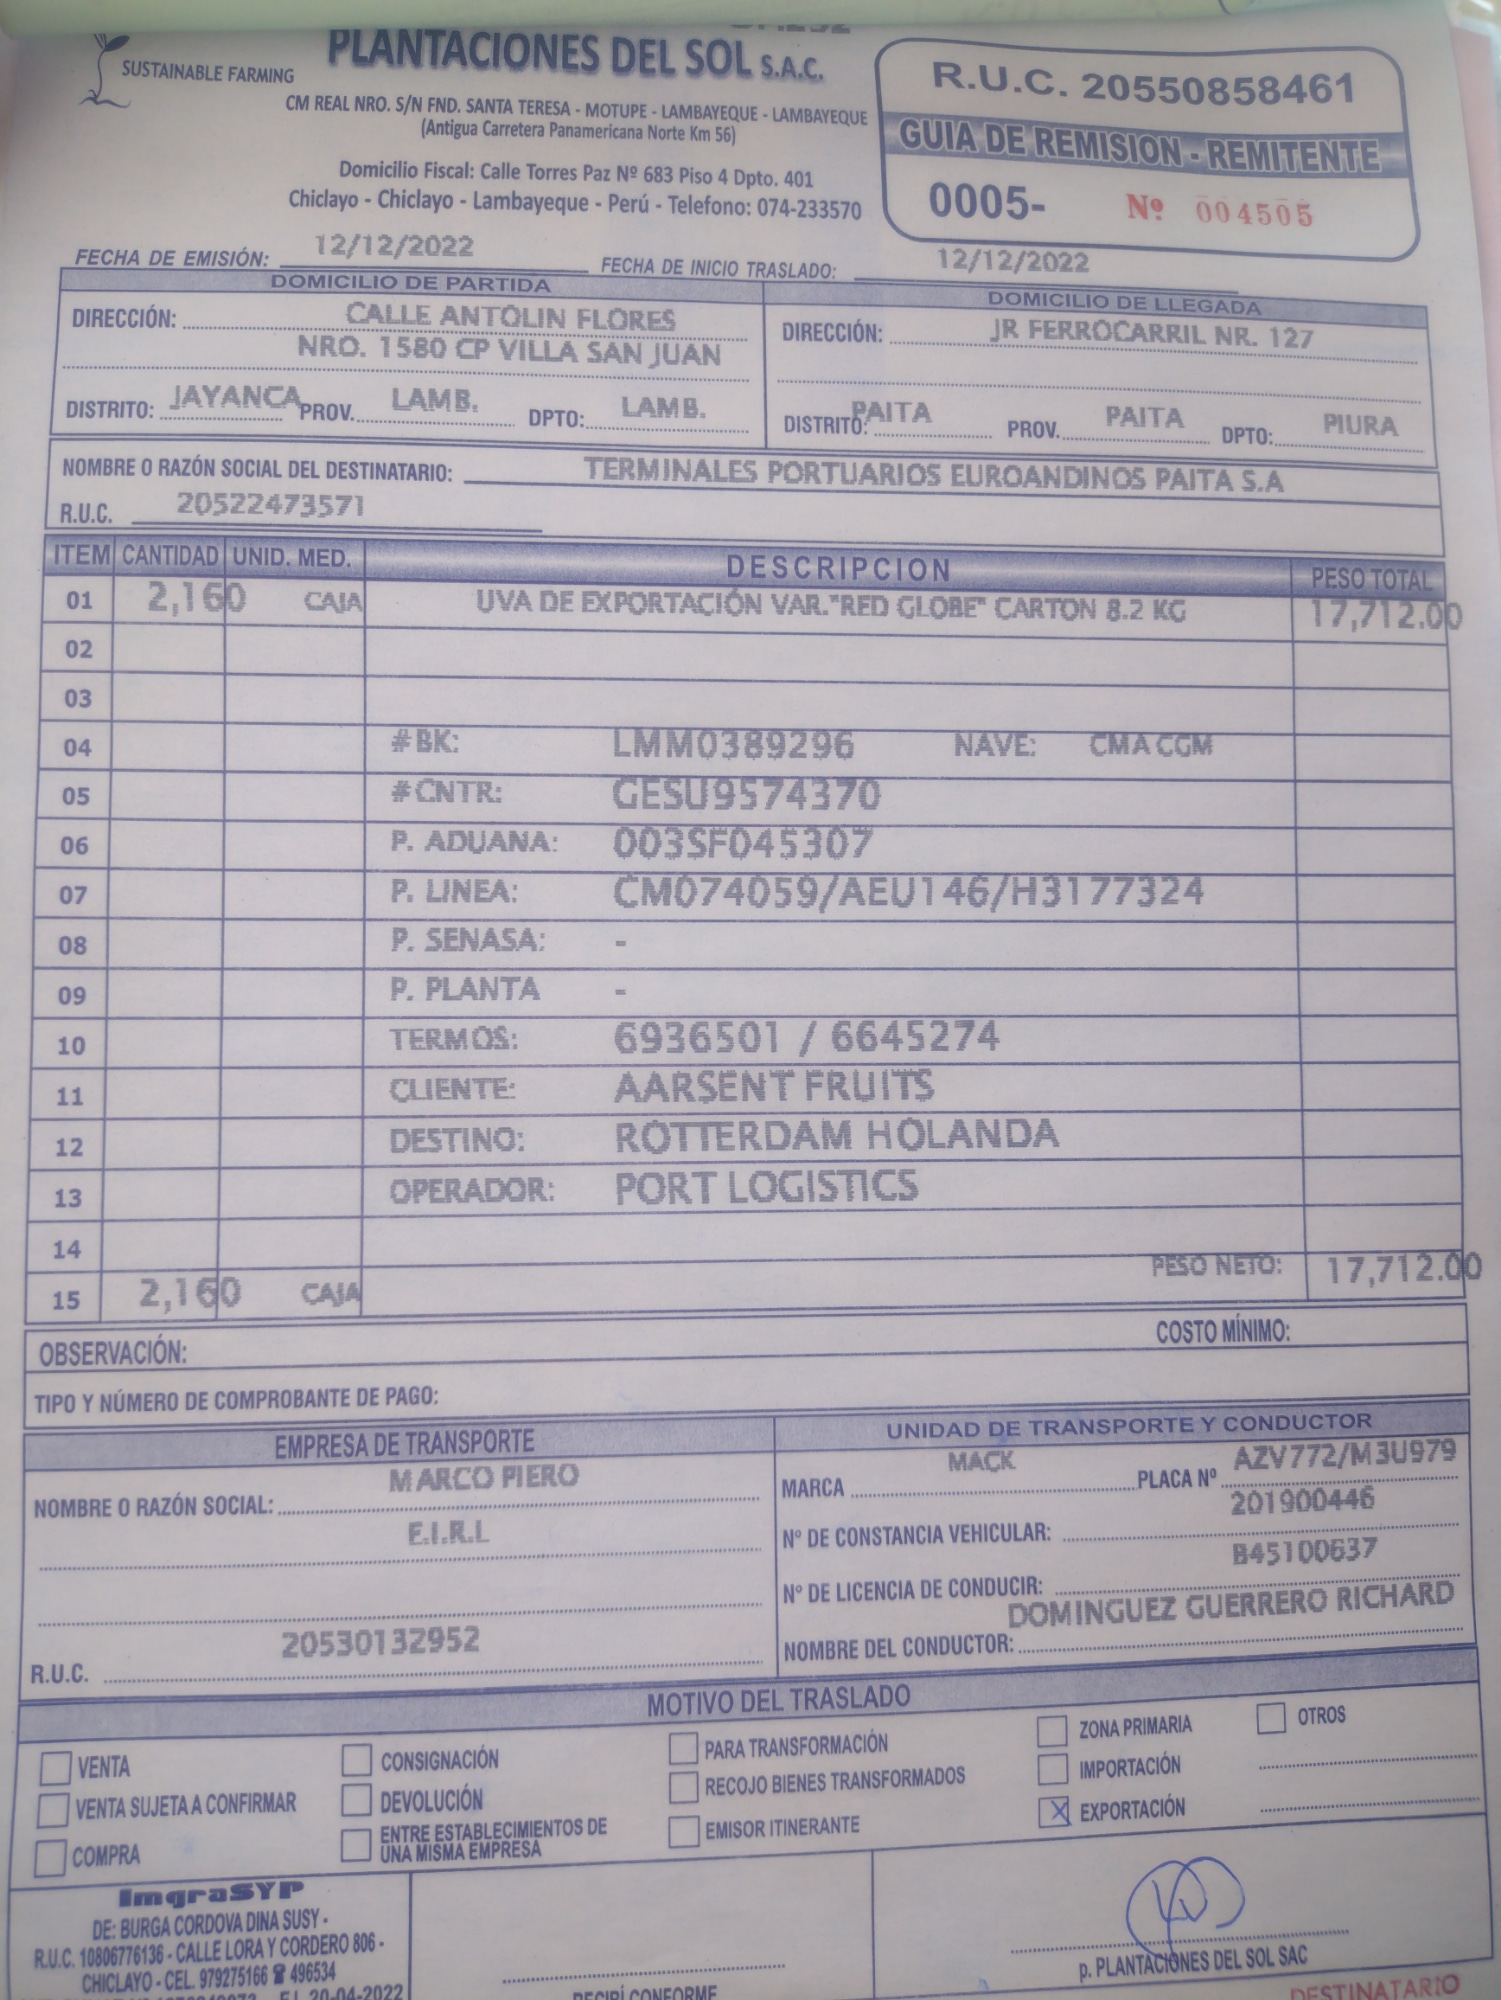 SUSTAINABLE FARMING
PLANTACIONES DEL SOL S.A.C.
CM REAL NRO. S/N FND. SANTA TERESA - MOTUPE - LAMBAYEQUE - LAMBAYEQUE
(Antigua Carretera Panamericana Norte Km 56)
Domicilio Fiscal: Calle Torres Paz Nº 683 Piso 4 Dpto. 401
Chiclayo - Chiclayo - Lambayeque - Perú - Telefono: 074-233570
R.U.C. 20550858461
GUIA DE REMISION - REMITENTE
0005- Nº 004505
FECHA DE EMISIÓN: 12/12/2022 FECHA DE INICIO TRASLADO: 12/12/2022
DOMICILIO DE PARTIDA
DIRECCIÓN: CALLE ANTOLIN FLORES
NRO. 1580 CP VILLA SAN JUAN
DISTRITO: JAYANCA PROV. LAMB. DPTO: LAMB.
DOMICILIO DE LLEGADA
DIRECCIÓN: JR FERROCARRIL NR. 127
DISTRITO: PAITA PROV. PAITA DPTO: PIURA
NOMBRE O RAZÓN SOCIAL DEL DESTINATARIO: TERMINALES PORTUARIOS EUROANDINOS PAITA S.A
R.U.C. 20522473571
ITEM CANTIDAD UNID. MED. DESCRIPCION PESO TOTAL
01 2,160 CAJA UVA DE EXPORTACIÓN VAR."RED GLOBE" CARTON 8.2 KG 17,712.00
02
03
04 #BK: LMM0389296 NAVE: CMA CGM
05 #CNTR: GESU9574370
06 P. ADUANA: 003SF045307
07 P. LINEA: CM074059/AEU146/H3177324
08 P. SENASA: -
09 P. PLANTA -
10 TERMOS: 6936501 / 6645274
11 CLIENTE: AARSENT FRUITS
12 DESTINO: ROTTERDAM HOLANDA
13 OPERADOR: PORT LOGISTICS
14
15 2,160 CAJA PESO NETO: 17,712.00
OBSERVACIÓN: COSTO MÍNIMO:
TIPO Y NÚMERO DE COMPROBANTE DE PAGO:
EMPRESA DE TRANSPORTE
NOMBRE O RAZÓN SOCIAL: MARCO PIERO
E.I.R.L
R.U.C. 20530132952
UNIDAD DE TRANSPORTE Y CONDUCTOR
MARCA MACK PLACA Nº AZV772/M3U979
Nº DE CONSTANCIA VEHICULAR: 201900446
Nº DE LICENCIA DE CONDUCIR: B45100637
NOMBRE DEL CONDUCTOR: DOMINGUEZ GUERRERO RICHARD
MOTIVO DEL TRASLADO
VENTA
VENTA SUJETA A CONFIRMAR
COMPRA
CONSIGNACIÓN
DEVOLUCIÓN
ENTRE ESTABLECIMIENTOS DE
UNA MISMA EMPRESA
PARA TRANSFORMACIÓN
RECOJO BIENES TRANSFORMADOS
EMISOR ITINERANTE
ZONA PRIMARIA
IMPORTACIÓN
X EXPORTACIÓN
OTROS
ImgraSYP
DE: BURGA CORDOVA DINA SUSY -
R.U.C. 10806776136 - CALLE LORA Y CORDERO 806 -
CHICLAYO - CEL. 979275166 ☎ 496534
F.I. 20-04-2022
RECIBÍ CONFORME
p. PLANTACIONES DEL SOL SAC
DESTINATARIO